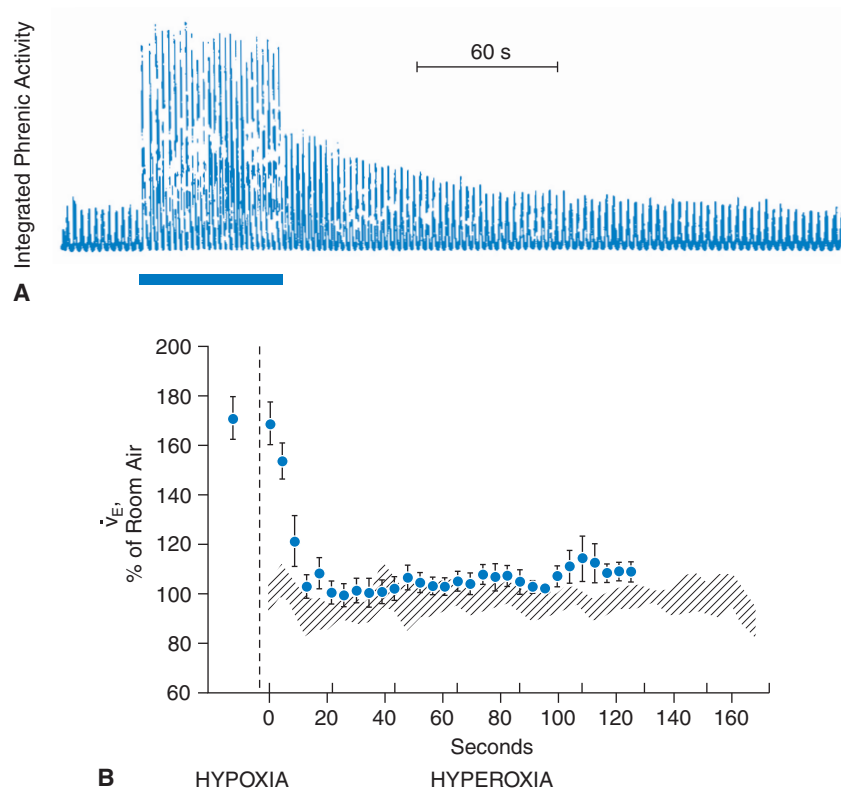 Integrated Phrenic Activity
60 s
A
200
180
160
140
120
100
80
60
V̇E,
% of Room Air
0 20 40 60 80 100 120 140 160
Seconds
B HYPOXIA HYPEROXIA